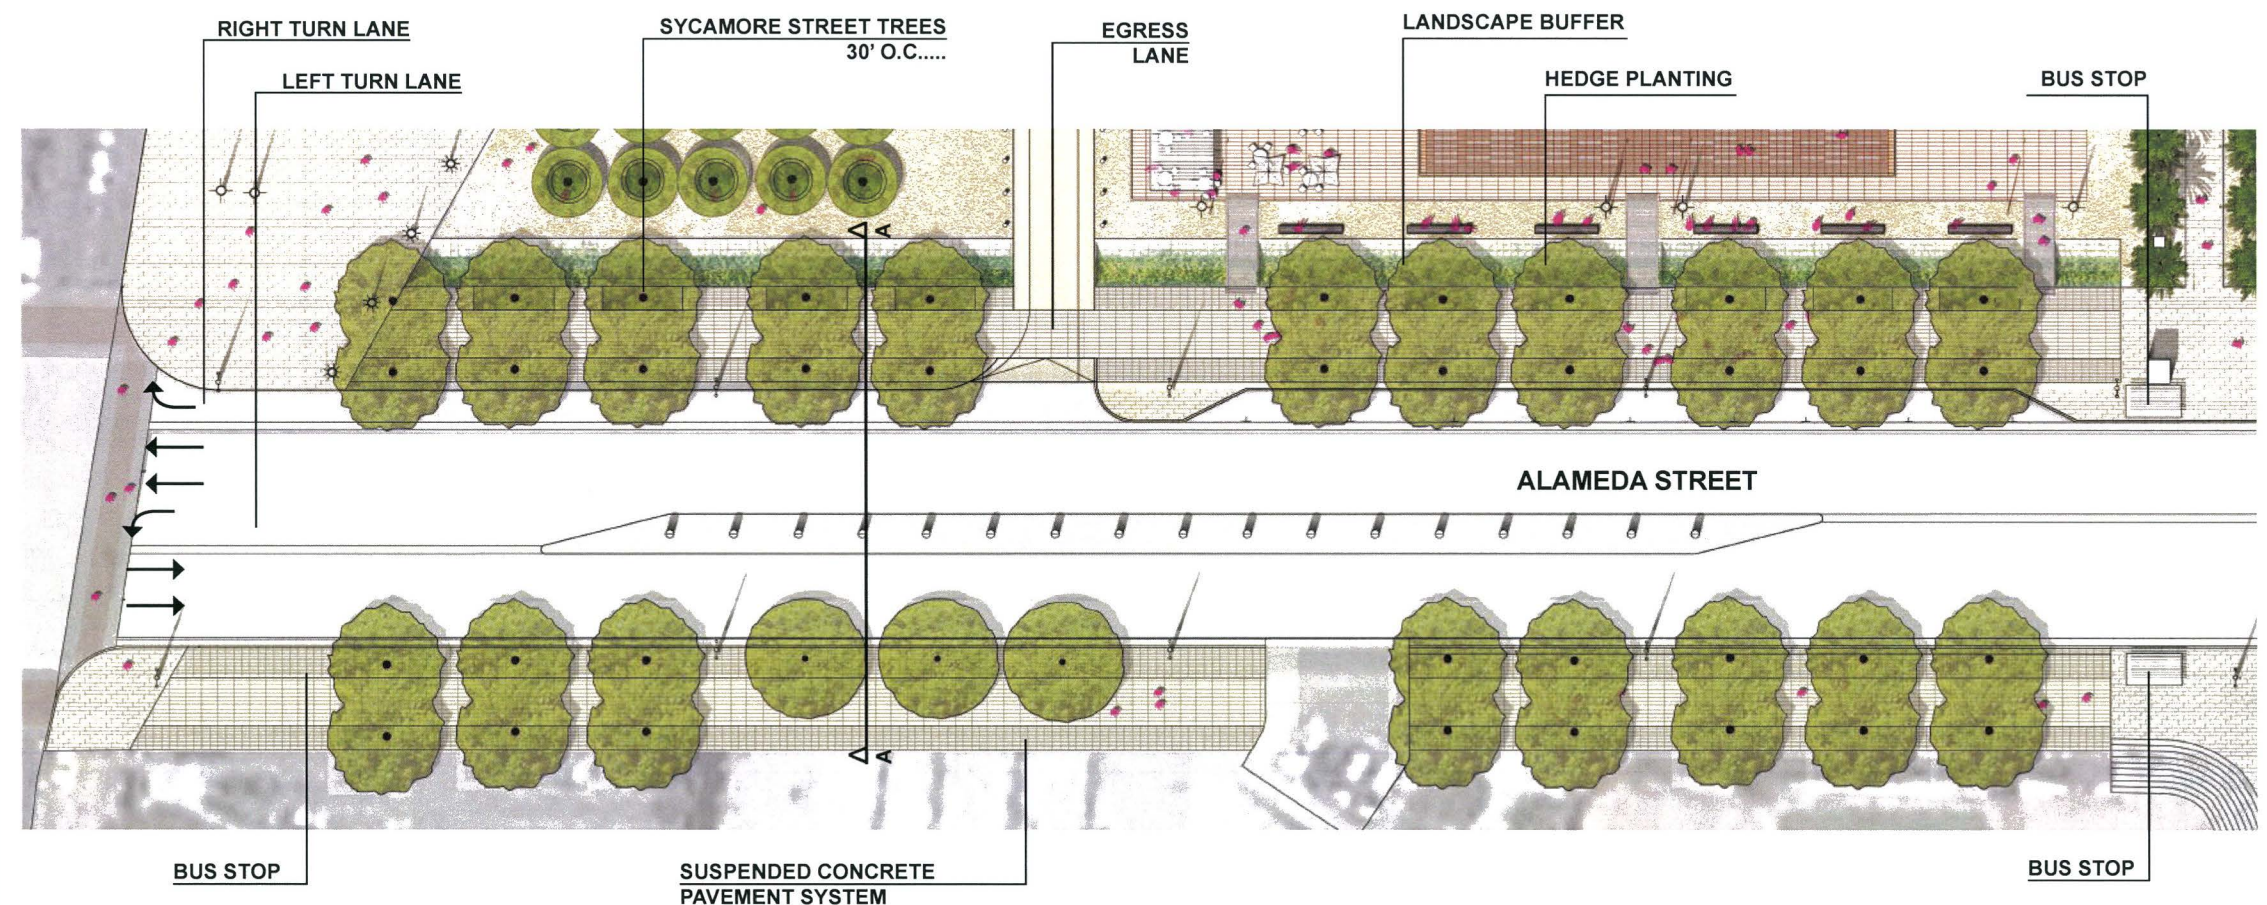 RIGHT TURN LANE
LEFT TURN LANE
SYCAMORE STREET TREES
30' O.C.....
EGRESS
LANE
LANDSCAPE BUFFER
HEDGE PLANTING
BUS STOP
A
ALAMEDA STREET
A
BUS STOP
SUSPENDED CONCRETE
PAVEMENT SYSTEM
BUS STOP